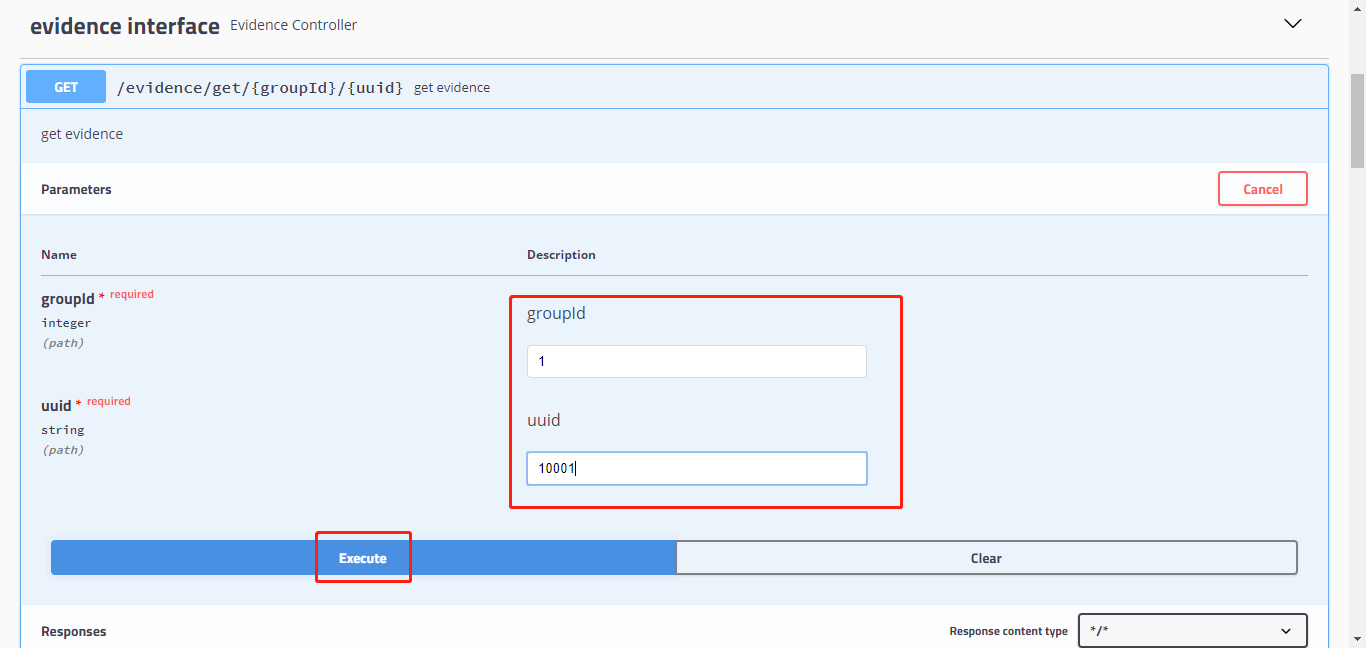 evidence interface Evidence Controller
GET /evidence/get/{groupId}/{uuid} get evidence
get evidence
Parameters Cancel
Name Description
groupId * required
integer
(path)
groupId
1
uuid * required
string
(path)
uuid
10001
Execute Clear
Responses Response content type */*